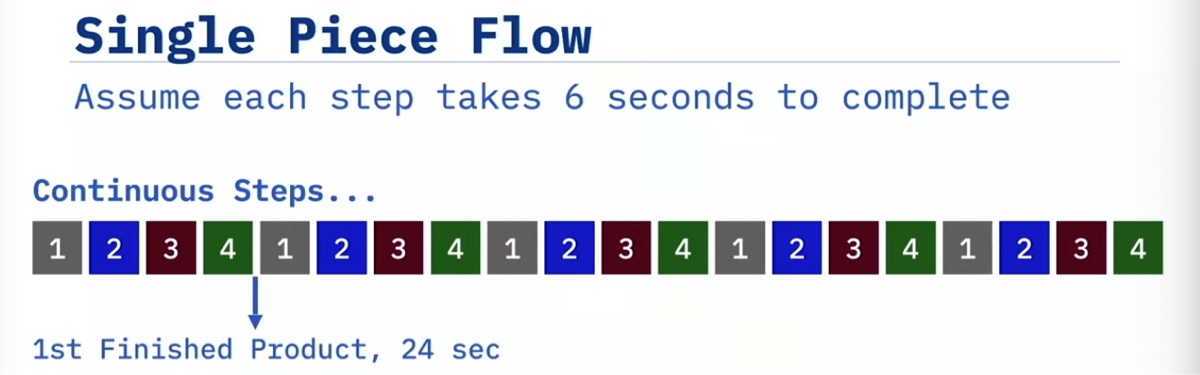 Single Piece Flow
Assume each step takes 6 seconds to complete
Continuous Steps...
1 2 3 4 1 2 3 4 1 2 3 4 1 2 3 4 1 2 3 4
1st Finished Product, 24 sec